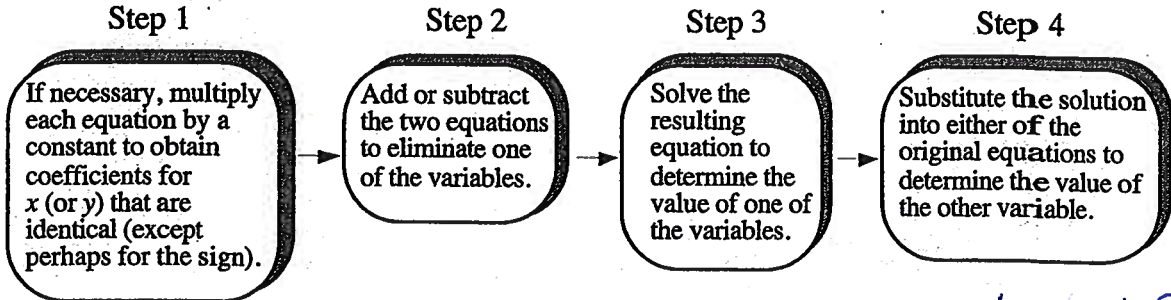 Step 1
If necessary, multiply
each equation by a
constant to obtain
coefficients for
x (or y) that are
identical (except
perhaps for the sign).
Step 2
Add or subtract
the two equations
to eliminate one
of the variables.
Step 3
Solve the
resulting
equation to
determine the
value of one of
the variables.
Step 4
Substitute the solution
into either of the
original equations to
determine the value of
the other variable.